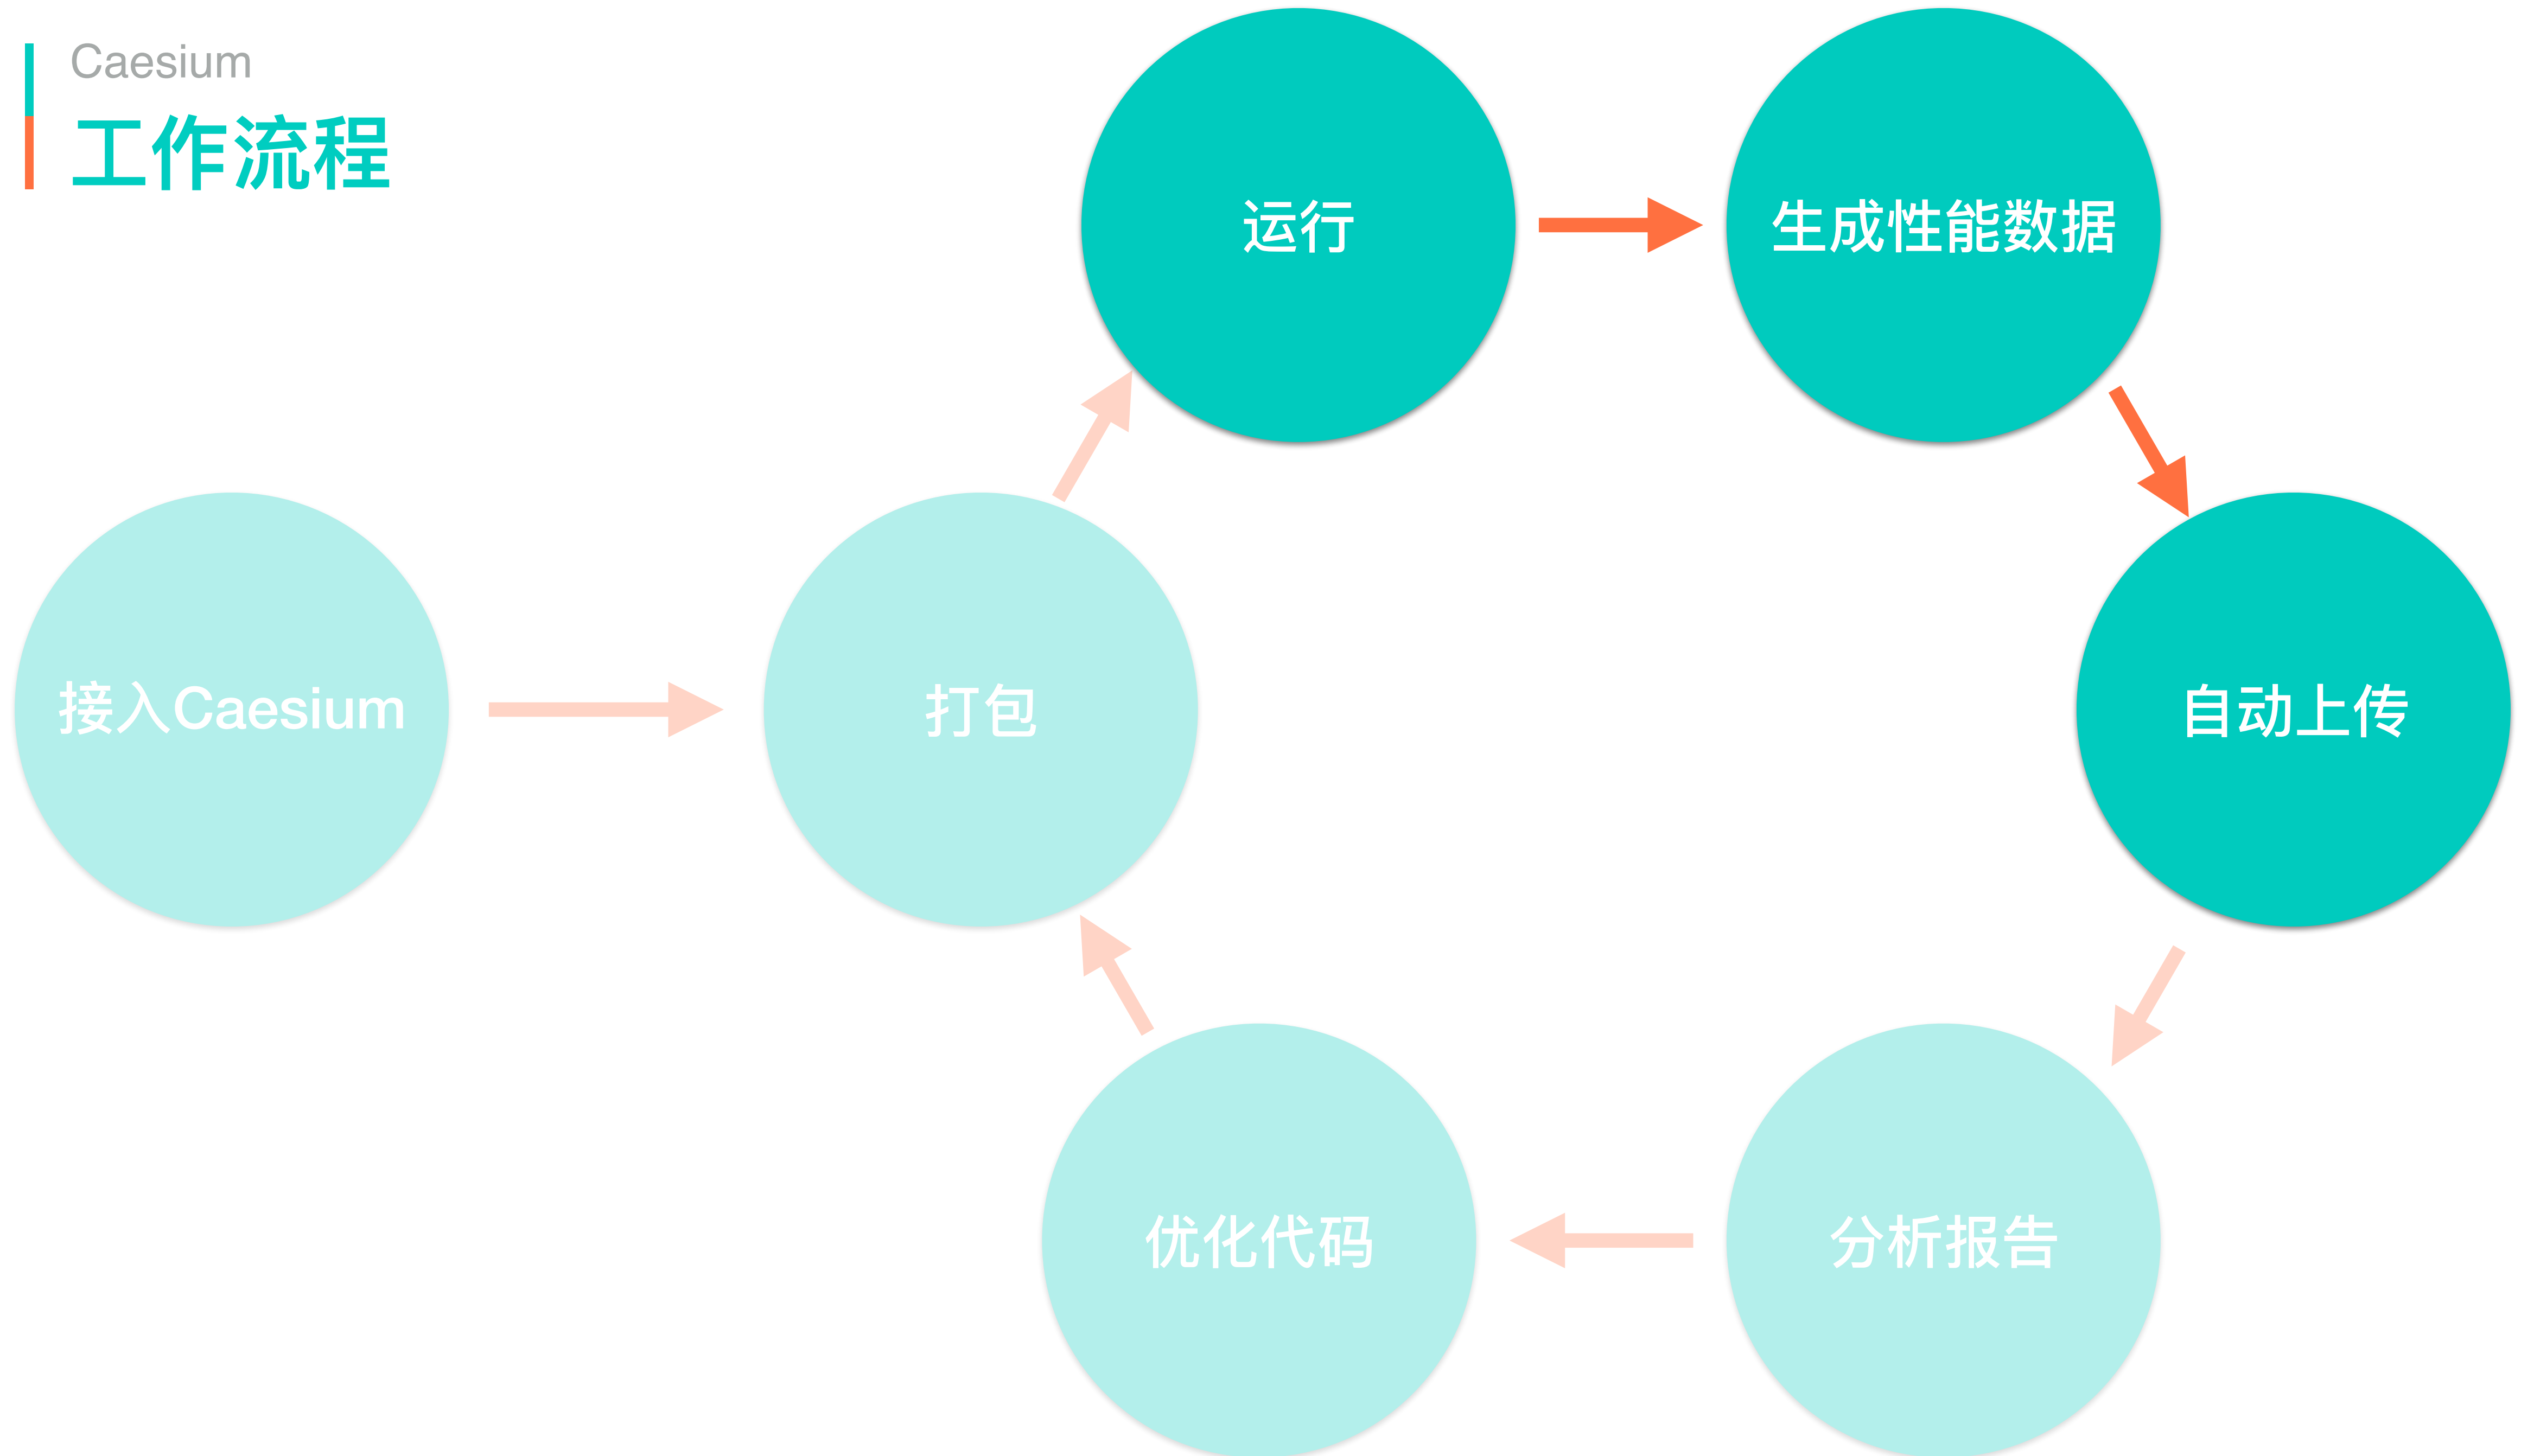 Caesium
工作流程
运行
生成性能数据
接入Caesium
打包
自动上传
优化代码
分析报告